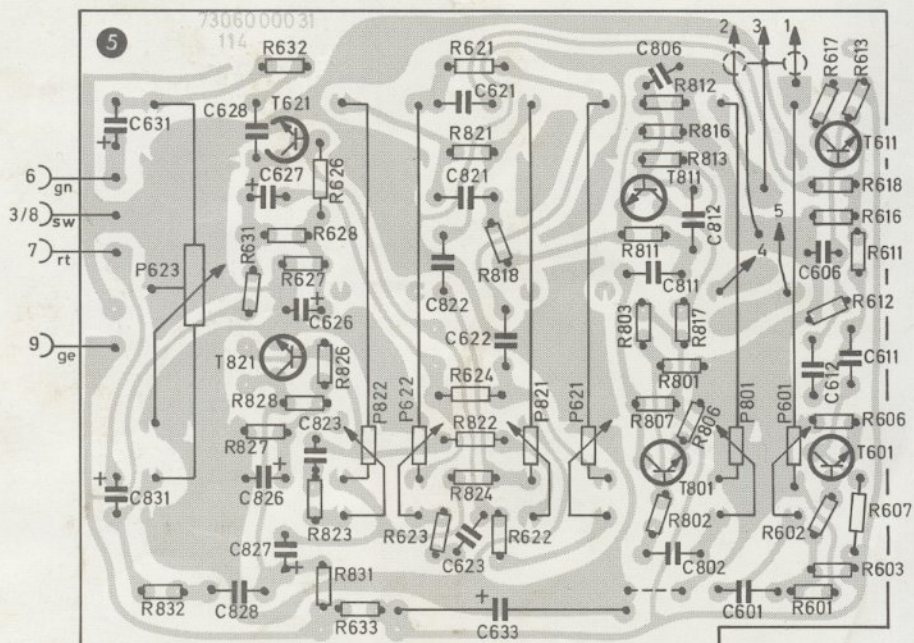 5
73060 000 31
114
2
3
1
R632
R621
C806
R617
R613
C628
T621
C621
R812
C631
R821
R816
T611
R813
6
gn
C627
R626
C821
T811
R618
3/8
sw
R628
C812
5
R616
7
rt
R631
R818
R811
4
C606
R611
P623
R627
C822
C811
R612
C626
C622
R803
R817
9
ge
T821
R826
C612
C611
R624
R801
R828
P822
P622
P821
P621
R807
R806
P801
P601
R606
R827
C823
R822
T601
C826
R824
T801
C831
R823
R623
C623
R622
R802
R602
R607
C827
C802
R603
R832
C828
R831
R633
C633
C601
R601